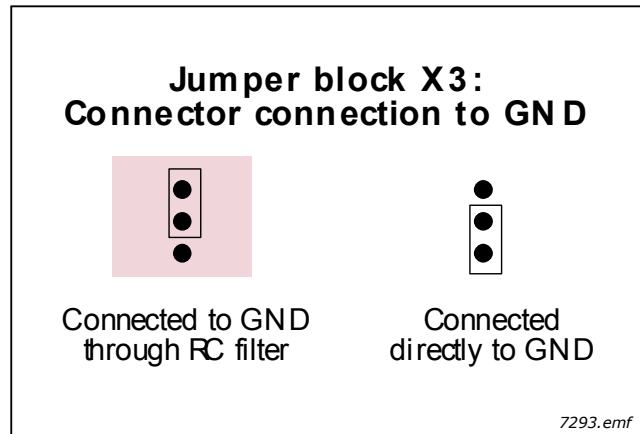 Jumper block X3:
Connector connection to GND
Connected to GND
through RC filter
Connected
directly to GND
7293.emf